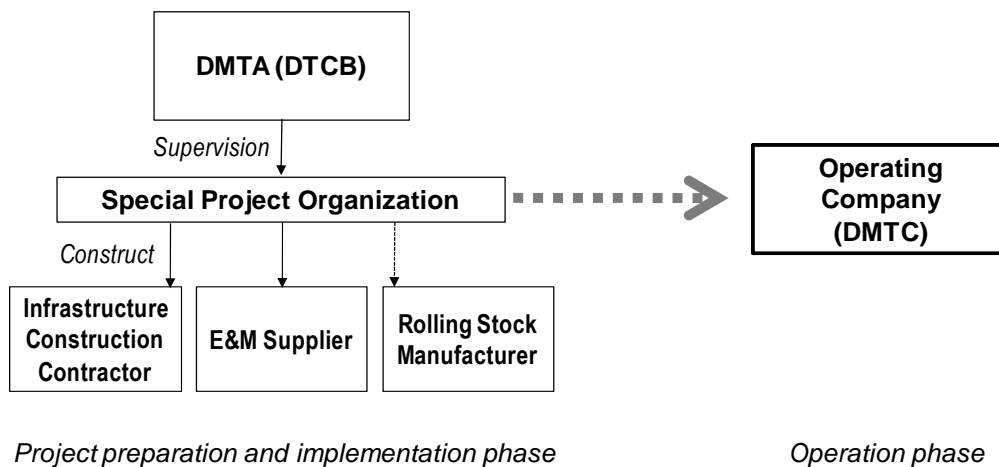 DMTA (DTCB)
Supervision
Special Project Organization
Operating
Company
(DMTC)
Construct
Infrastructure
Construction
Contractor
E&M Supplier
Rolling Stock
Manufacturer
Project preparation and implementation phase
Operation phase